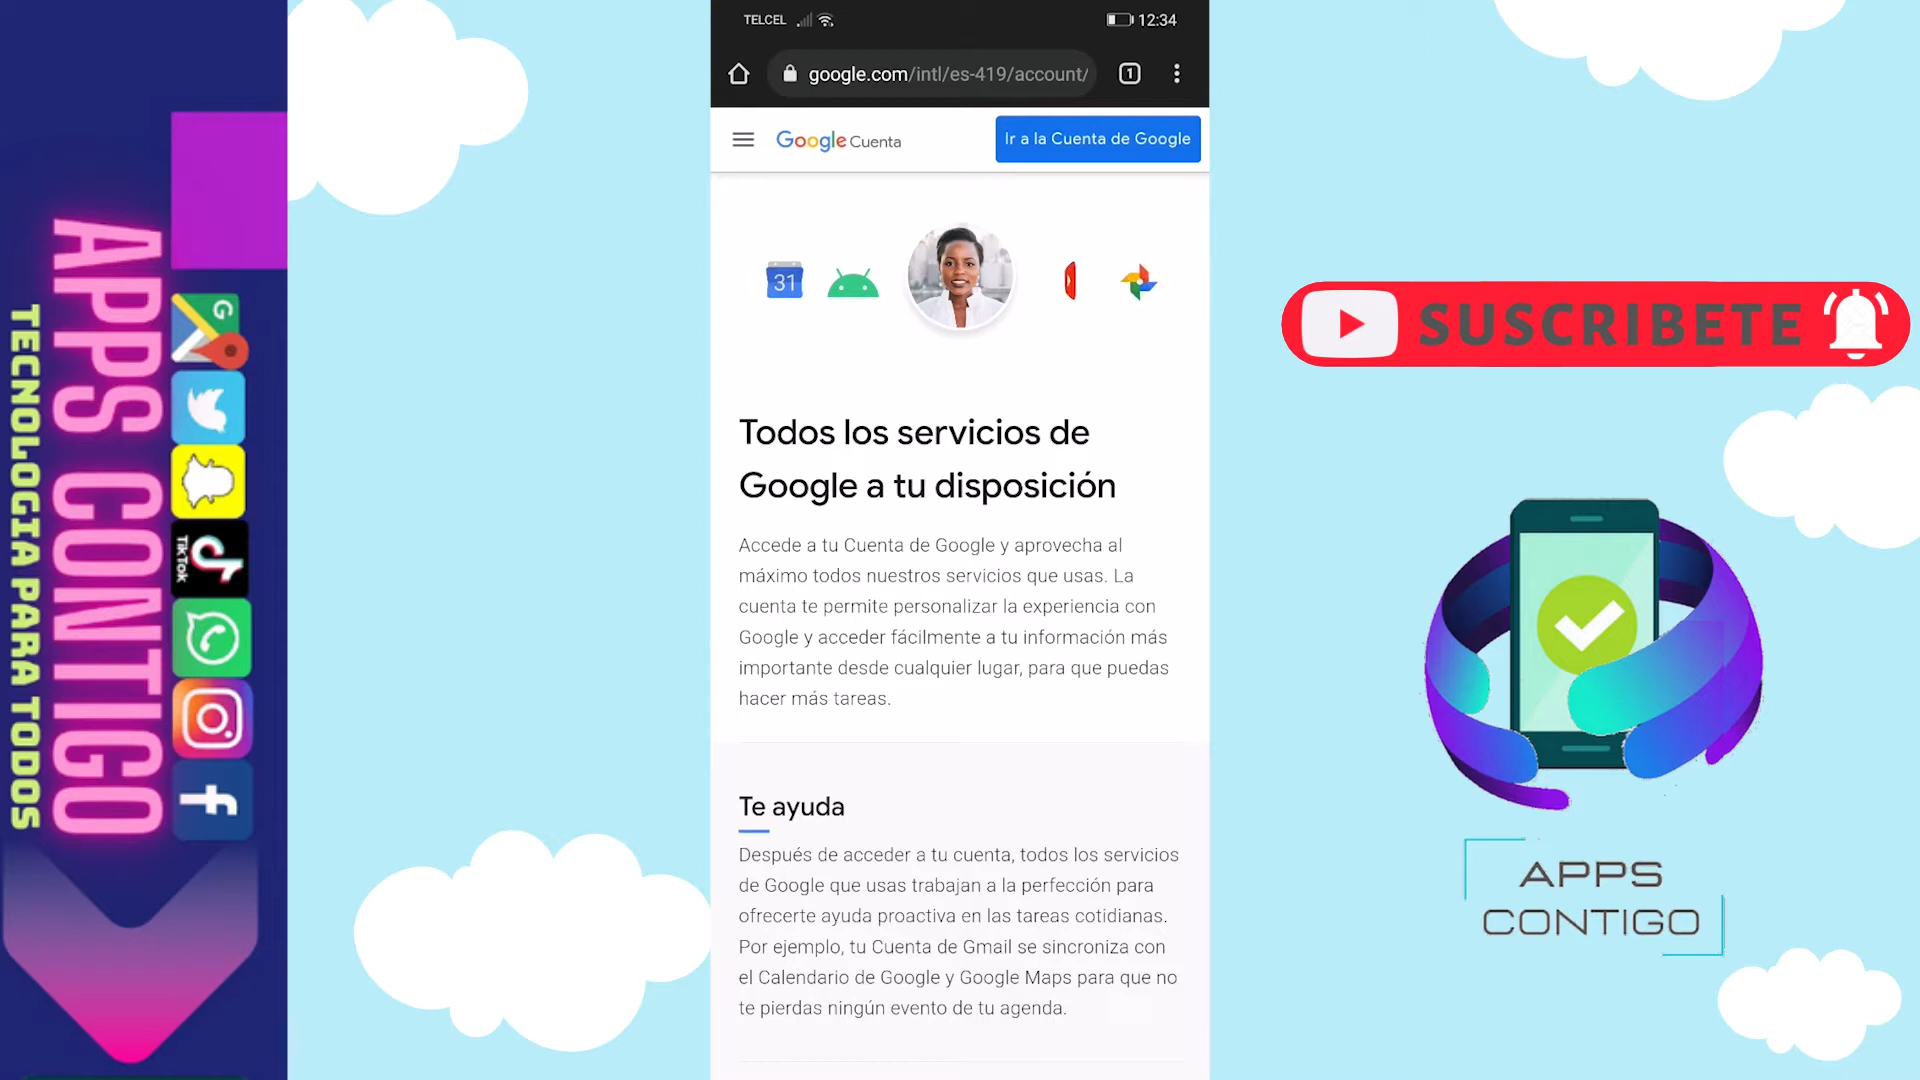 APPS CONTIGO
TECNOLOGIA PARA TODOS
G
TikTok
TELCEL
12:34
google.com/intl/es-419/account/
1
Google Cuenta
Ir a la Cuenta de Google
31
Todos los servicios de
Google a tu disposición
Accede a tu Cuenta de Google y aprovecha al
máximo todos nuestros servicios que usas. La
cuenta te permite personalizar la experiencia con
Google y acceder fácilmente a tu información más
importante desde cualquier lugar, para que puedas
hacer más tareas.
Te ayuda
Después de acceder a tu cuenta, todos los servicios
de Google que usas trabajan a la perfección para
ofrecerte ayuda proactiva en las tareas cotidianas.
Por ejemplo, tu Cuenta de Gmail se sincroniza con
el Calendario de Google y Google Maps para que no
te pierdas ningún evento de tu agenda.
SUSCRIBETE
APPS
CONTIGO